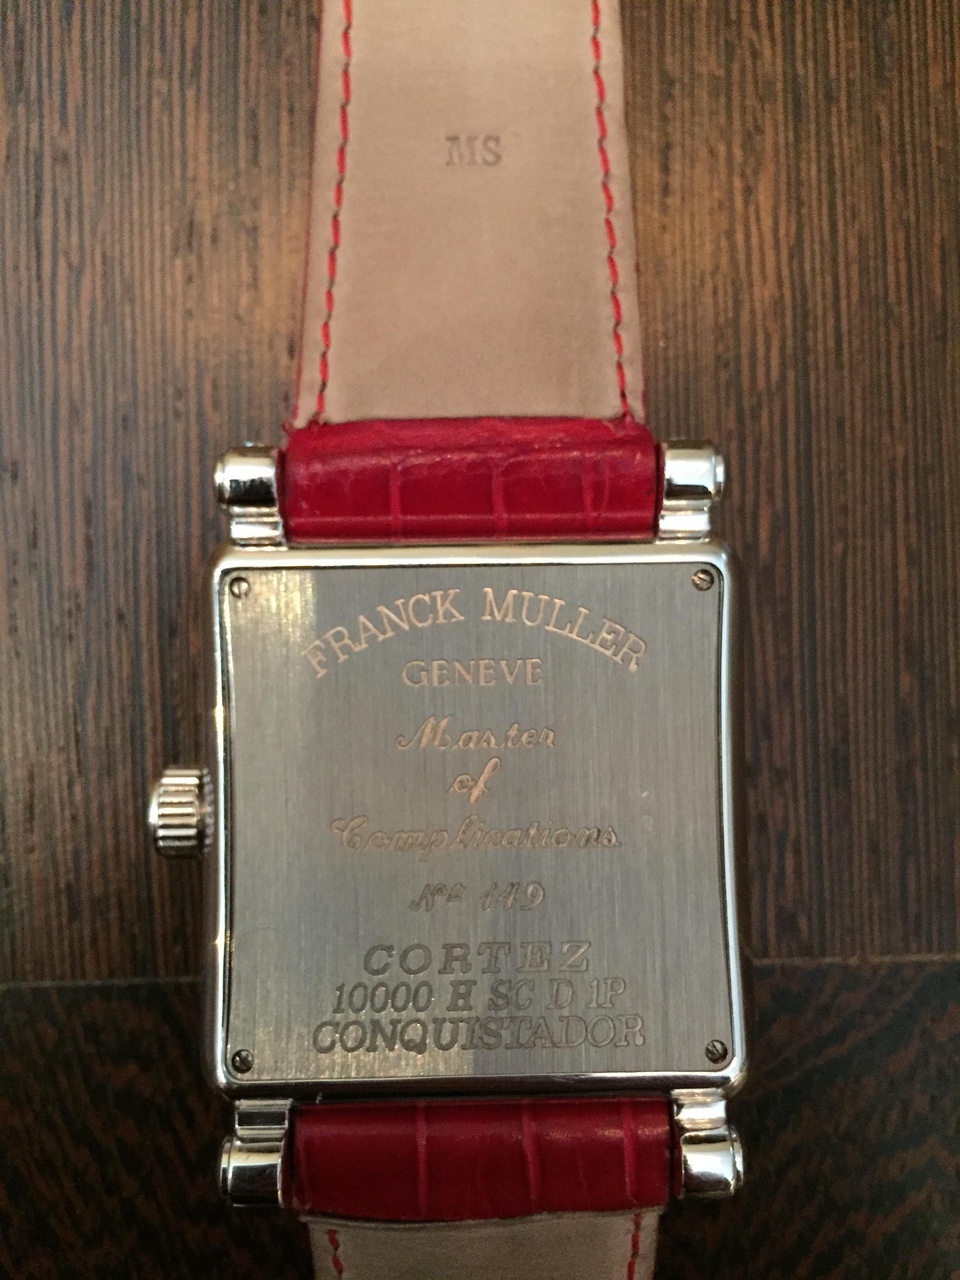 MS
FRANCK MULLER
GENEVE
Master
of
Complications
Nº 149
CORTEZ
10000 H SC D 1P
CONQUISTADOR